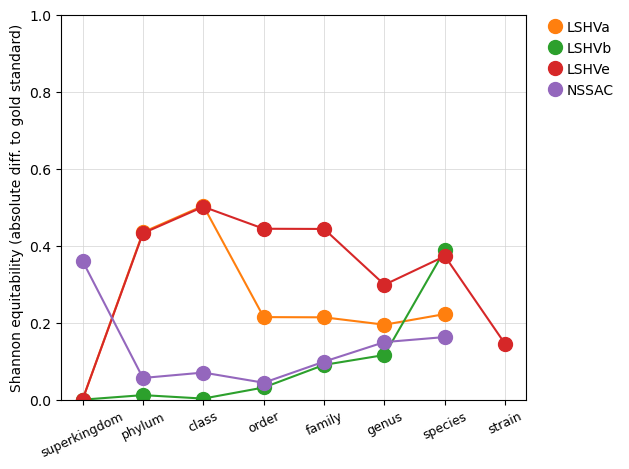 Shannon equitability (absolute diff. to gold standard)
1.0
0.8
0.6
0.4
0.2
0.0
superkingdom
phylum
class
order
family
genus
species
strain
LSHVa
LSHVb
LSHVe
NSSAC